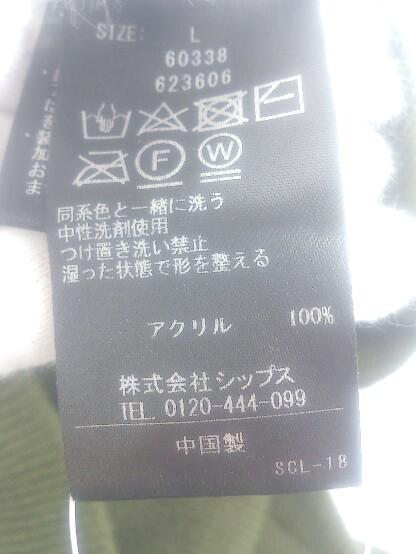 SIZE: L
60338
623606
F
W
同系色と一緒に洗う
中性洗剤使用
つけ置き洗い禁止
湿った状態で形を整える
アクリル 100%
株式会社シップス
TEL 0120-444-099
中国製
SCL-18